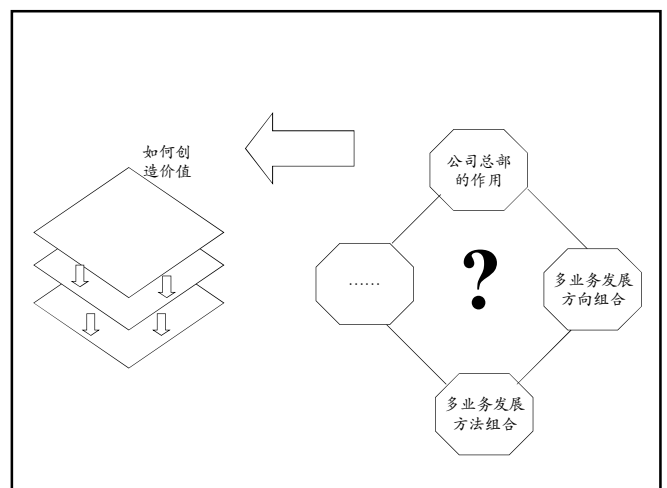 如何创
造价值
公司总部
的作用
……
?
多业务发展
方向组合
多业务发展
方法组合